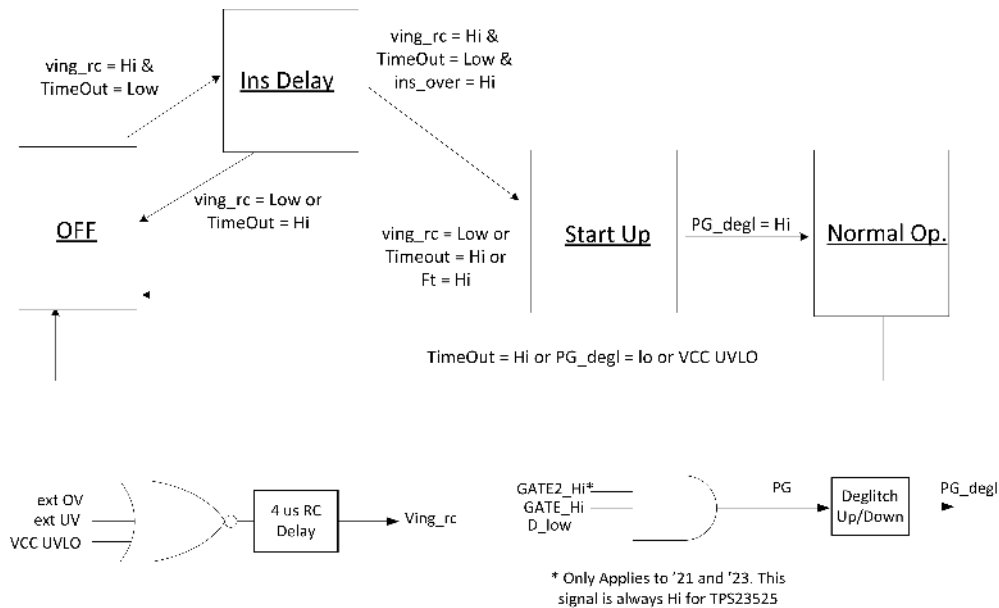 ving_rc = Hi &
TimeOut = Low
Ins Delay
ving_rc = Hi &
TimeOut = Low &
ins_over = Hi
OFF
ving_rc = Low or
TimeOut = Hi
ving_rc = Low or
Timeout = Hi or
Ft = Hi
Start Up
PG_degl = Hi
Normal Op.
TimeOut = Hi or PG_degl = lo or VCC UVLO
ext OV
ext UV
VCC UVLO
4 us RC
Delay
Ving_rc
GATE2_Hi*
GATE_Hi
D_low
PG
Deglitch
Up/Down
PG_degl
* Only Applies to '21 and '23. This
signal is always Hi for TPS23525